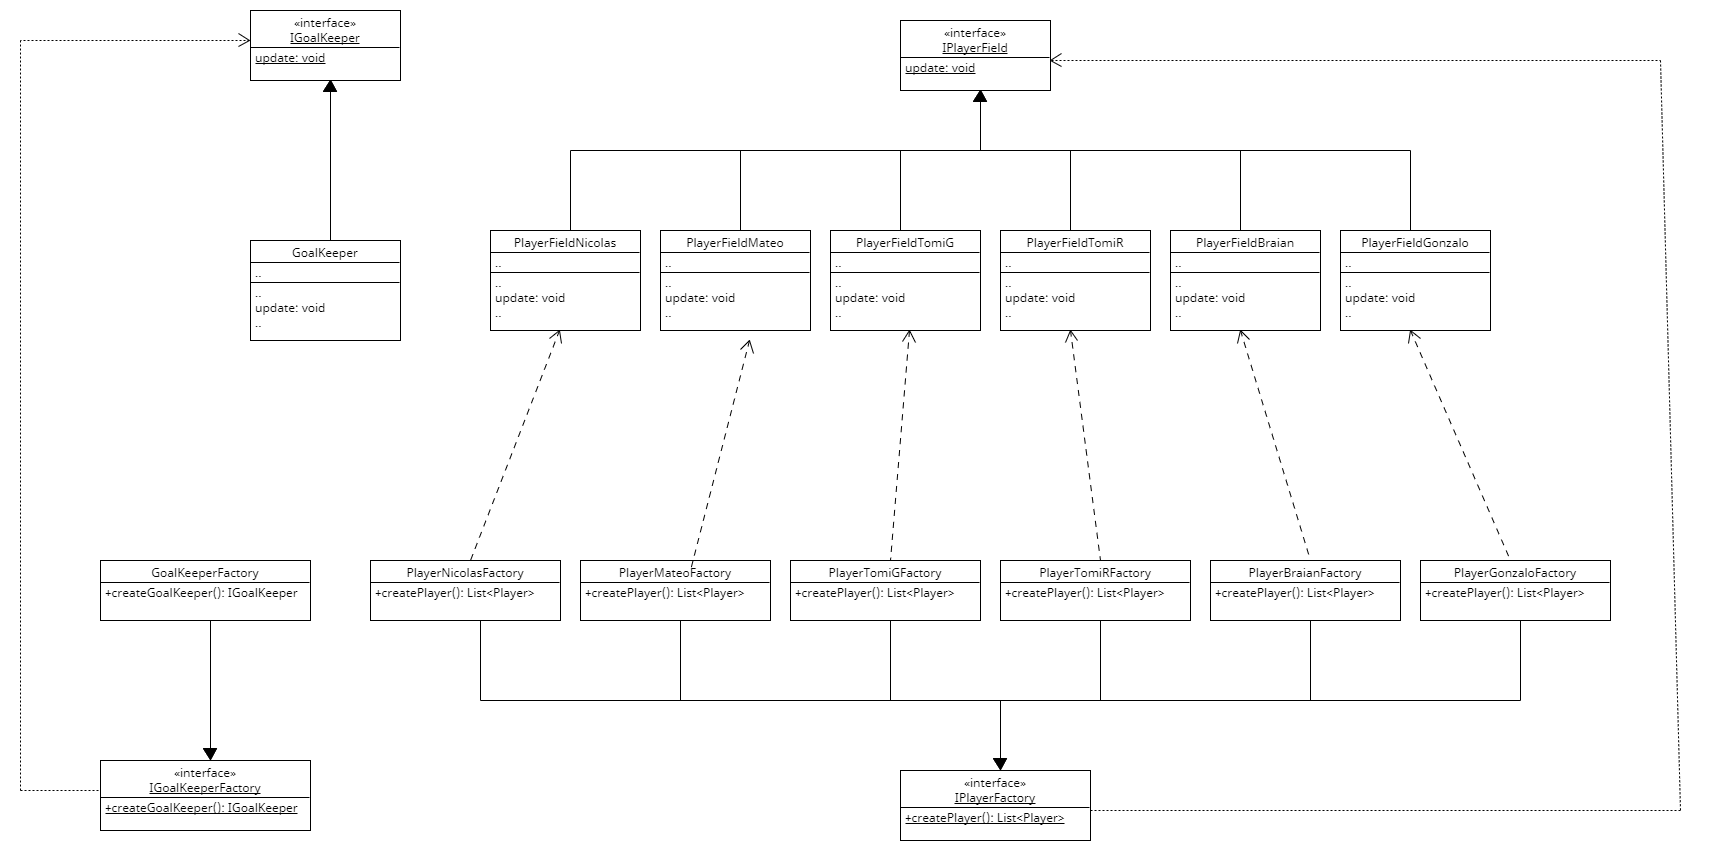 «interface»
IGoalKeeper
update: void
«interface»
IPlayerField
update: void
GoalKeeper
..
..
update: void
..
PlayerFieldNicolas
..
..
update: void
..
PlayerFieldMateo
..
..
update: void
..
PlayerFieldTomiG
..
..
update: void
..
PlayerFieldTomiR
..
..
update: void
..
PlayerFieldBraian
..
..
update: void
..
PlayerFieldGonzalo
..
..
update: void
..
GoalKeeperFactory
+createGoalKeeper(): IGoalKeeper
PlayerNicolasFactory
+createPlayer(): List<Player>
PlayerMateoFactory
+createPlayer(): List<Player>
PlayerTomiGFactory
+createPlayer(): List<Player>
PlayerTomiRFactory
+createPlayer(): List<Player>
PlayerBraianFactory
+createPlayer(): List<Player>
PlayerGonzaloFactory
+createPlayer(): List<Player>
«interface»
IGoalKeeperFactory
+createGoalKeeper(): IGoalKeeper
«interface»
IPlayerFactory
+createPlayer(): List<Player>